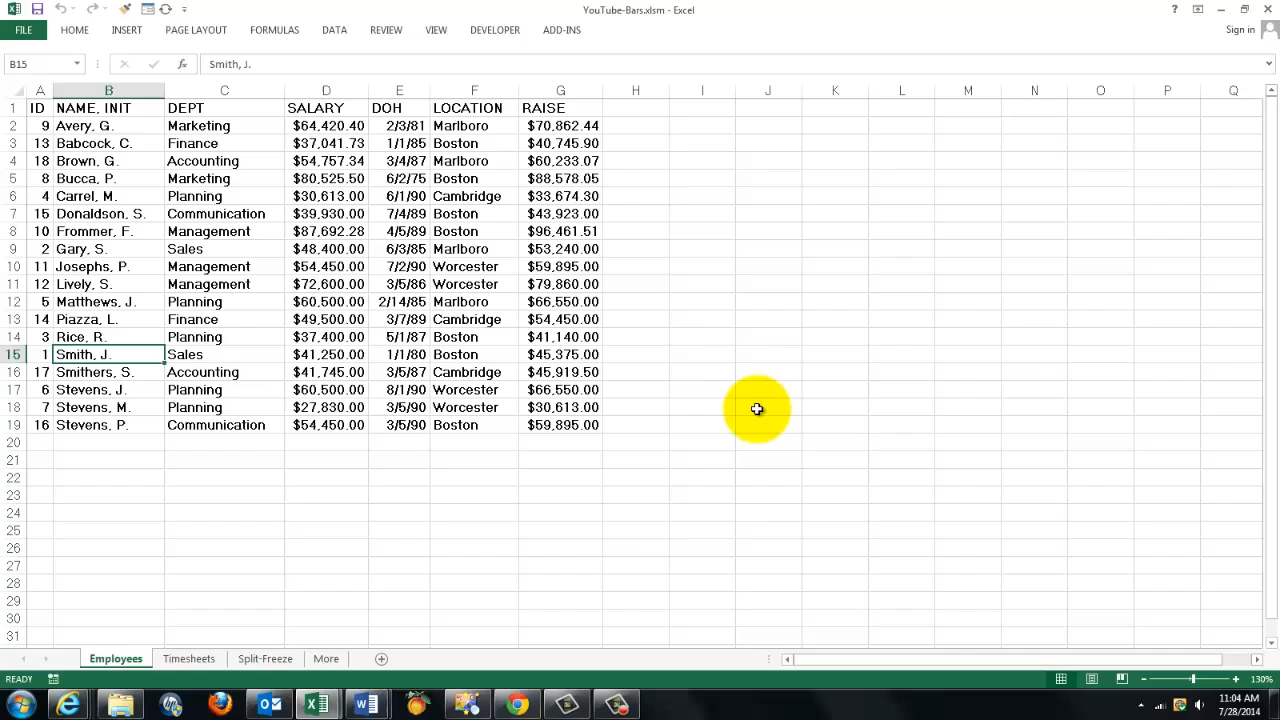 YouTube-Bars.xlsm - Excel
? Sign in
FILE HOME INSERT PAGE LAYOUT FORMULAS DATA REVIEW VIEW DEVELOPER ADD-INS
B15 fx Smith, J.
A B C D E F G H I J K L M N O P Q
1 ID NAME, INIT DEPT SALARY DOH LOCATION RAISE
2 9 Avery, G. Marketing $64,420.40 2/3/81 Marlboro $70,862.44
3 13 Babcock, C. Finance $37,041.73 1/1/85 Boston $40,745.90
4 18 Brown, G. Accounting $54,757.34 3/4/87 Marlboro $60,233.07
5 8 Bucca, P. Marketing $80,525.50 6/2/75 Boston $88,578.05
6 4 Carrel, M. Planning $30,613.00 6/1/90 Cambridge $33,674.30
7 15 Donaldson, S. Communication $39,930.00 7/4/89 Boston $43,923.00
8 10 Frommer, F. Management $87,692.28 4/5/89 Boston $96,461.51
9 2 Gary, S. Sales $48,400.00 6/3/85 Marlboro $53,240.00
10 11 Josephs, P. Management $54,450.00 7/2/90 Worcester $59,895.00
11 12 Lively, S. Management $72,600.00 3/5/86 Worcester $79,860.00
12 5 Matthews, J. Planning $60,500.00 2/14/85 Marlboro $66,550.00
13 14 Piazza, L. Finance $49,500.00 3/7/89 Cambridge $54,450.00
14 3 Rice, R. Planning $37,400.00 5/1/87 Boston $41,140.00
15 1 Smith, J. Sales $41,250.00 1/1/80 Boston $45,375.00
16 17 Smithers, S. Accounting $41,745.00 3/5/87 Cambridge $45,919.50
17 6 Stevens, J. Planning $60,500.00 8/1/90 Worcester $66,550.00
18 7 Stevens, M. Planning $27,830.00 3/5/90 Worcester $30,613.00
19 16 Stevens, P. Communication $54,450.00 3/5/90 Boston $59,895.00
20
21
22
23
24
25
26
27
28
29
30
31
Employees Timesheets Split-Freeze More
READY 130%
11:04 AM
7/28/2014